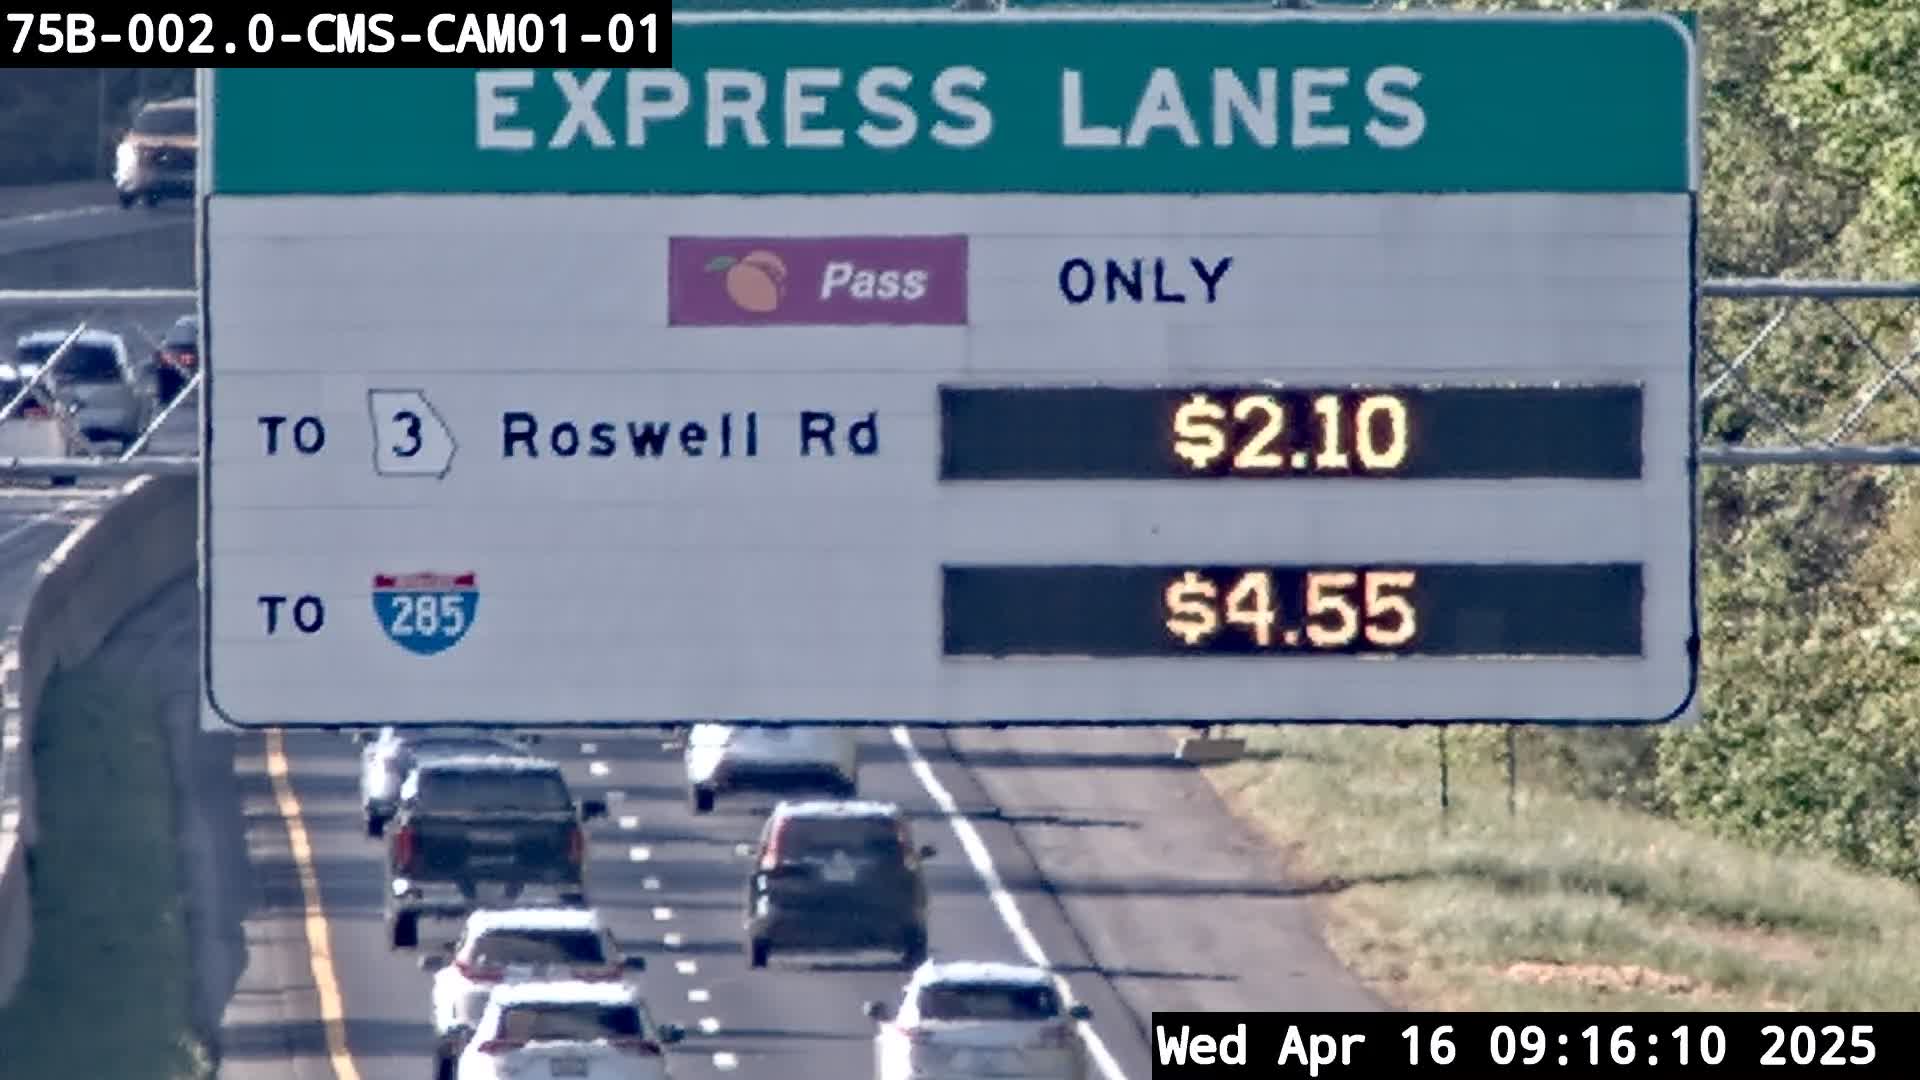 75B-002.0-CMS-CAM01-01
EXPRESS LANES
Pass ONLY
TO 3 Roswell Rd $2.10
TO 285 $4.55
Wed Apr 16 09:16:10 2025